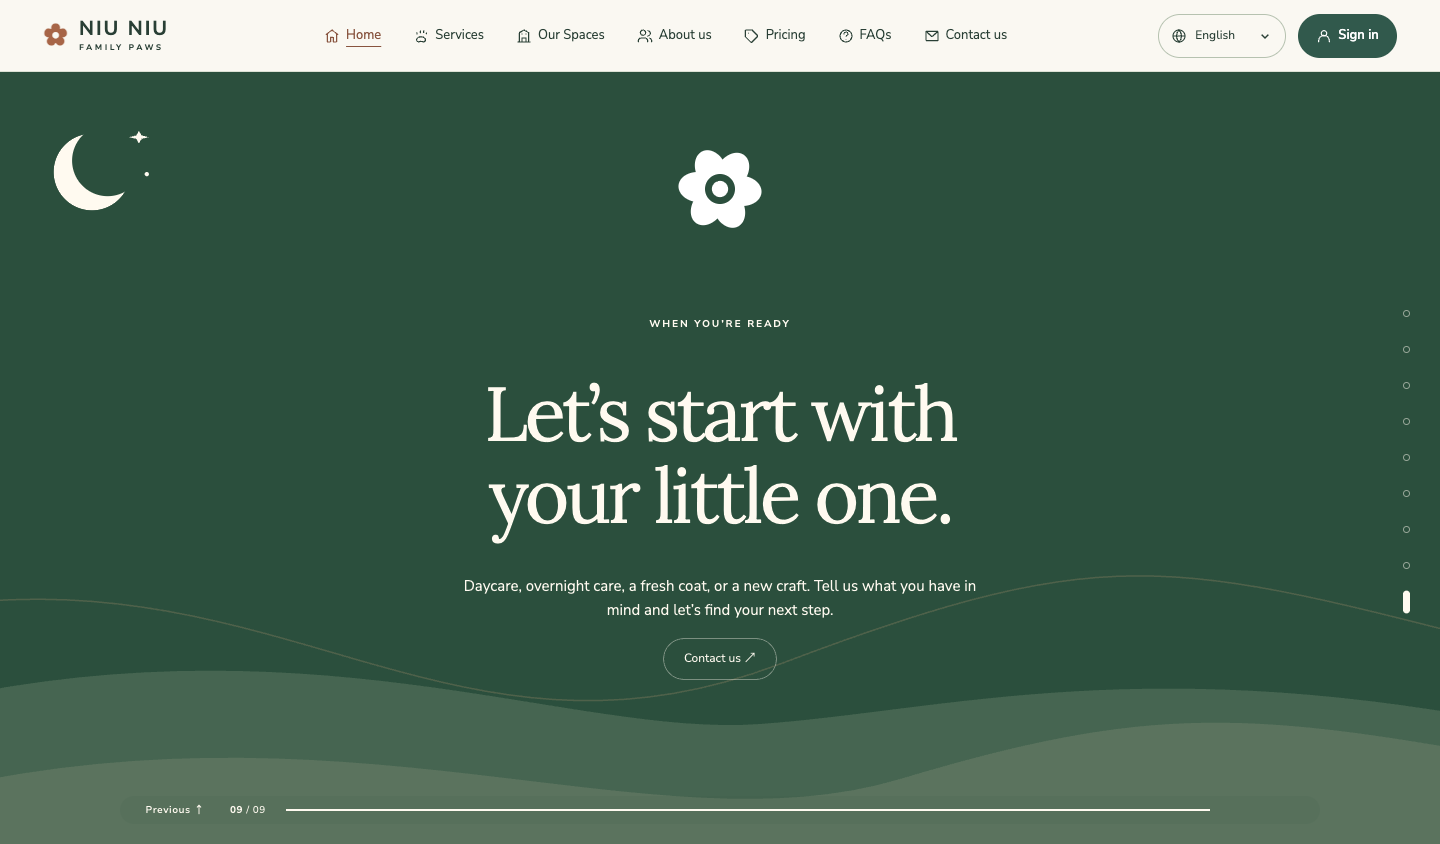 NIU NIU
FAMILY PAWS
Home
Services
Our Spaces
About us
Pricing
FAQs
Contact us
English
Sign in
WHEN YOU'RE READY
Let’s start with
your little one.
Daycare, overnight care, a fresh coat, or a new craft. Tell us what you have in
mind and let’s find your next step.
Contact us ↗
Previous ↑
09 / 09